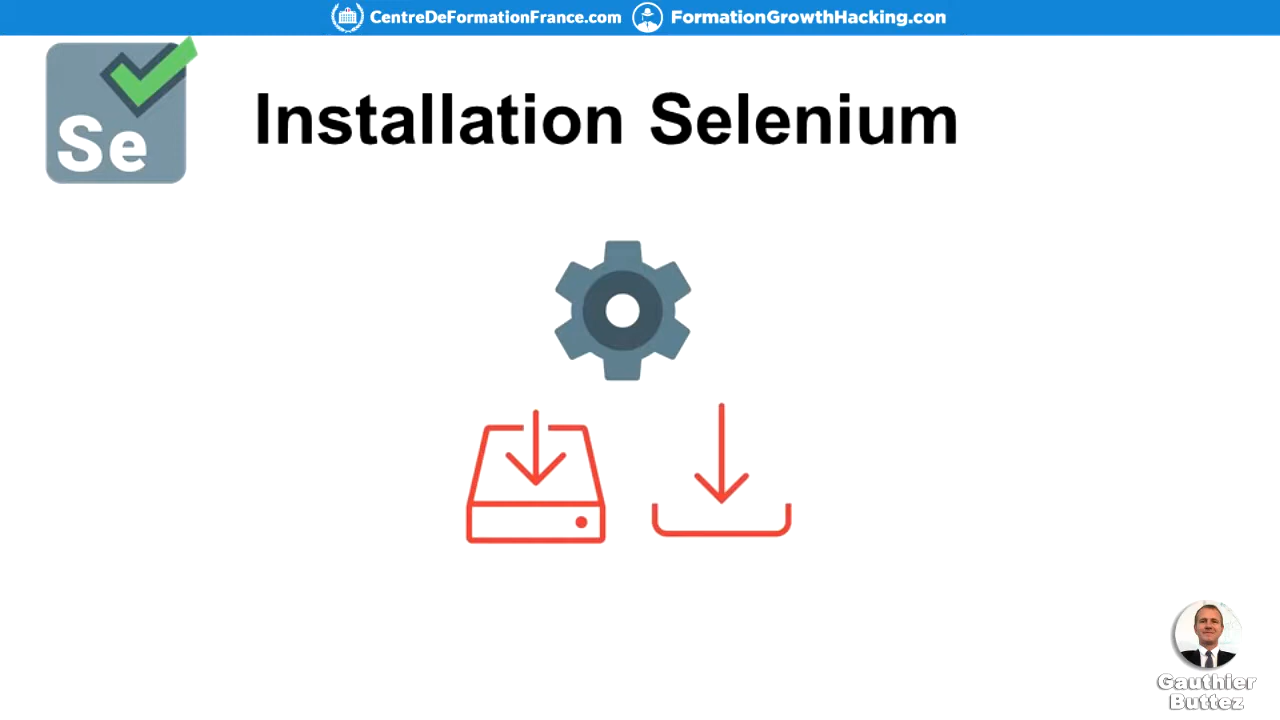 CentreDeFormationFrance.com FormationGrowthHacking.con
Se Installation Selenium
Gauthier
Buttez